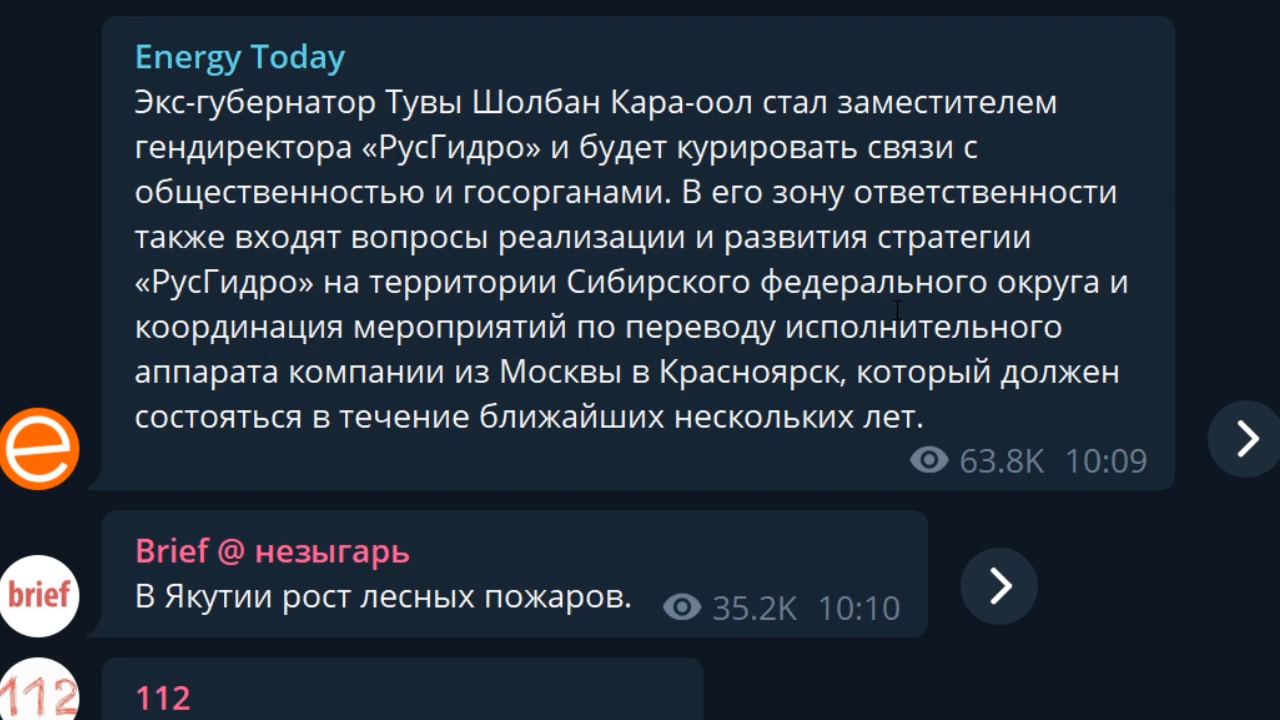 Energy Today
Экс-губернатор Тувы Шолбан Кара-оол стал заместителем
гендиректора «РусГидро» и будет курировать связи с
общественностью и госорганами. В его зону ответственности
также входят вопросы реализации и развития стратегии
«РусГидро» на территории Сибирского федерального округа и
координация мероприятий по переводу исполнительного
аппарата компании из Москвы в Красноярск, который должен
состояться в течение ближайших нескольких лет.
63.8K 10:09
Brief @ незыгарь
brief
В Якутии рост лесных пожаров. 35.2K 10:10
112
112